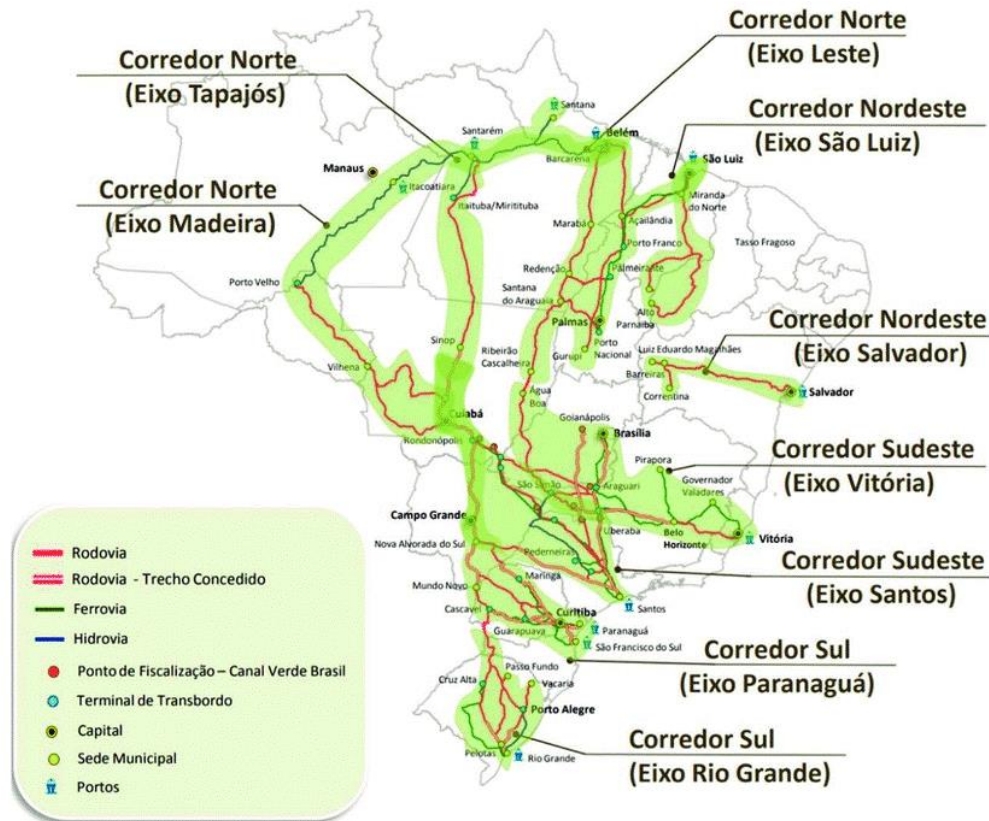 Corredor Norte
(Eixo Leste)
Corredor Norte
(Eixo Tapajós)
Corredor Nordeste
(Eixo São Luiz)
Corredor Norte
(Eixo Madeira)
Corredor Nordeste
(Eixo Salvador)
Corredor Sudeste
(Eixo Vitória)
Corredor Sudeste
(Eixo Santos)
Corredor Sul
(Eixo Paranaguá)
Corredor Sul
(Eixo Rio Grande)
Santana
Santarém
Belém
Barcarena
São Luiz
Manaus
Itacoatiara
Miranda
do Norte
Itaituba/Miritituba
Marabá
Açailândia
Porto Franco
Tasso Fragoso
Porto Velho
Redenção
Palmeirante
Santana
do Araguaia
Alto
Parnaíba
Palmas
Porto
Nacional
Gurupi
Sinop
Ribeirão
Cascalheira
Luiz Eduardo Magalhães
Barreiras
Correntina
Salvador
Vilhena
Água
Boa
Cuiabá
Goianápolis
Brasília
Rondonópolis
Pirapora
Governador
Valadares
São Simão
Araguari
Campo Grande
Uberaba
Belo
Horizonte
Vitória
Nova Alvorada do Sul
Pederneiras
Mundo Novo
Maringa
Santos
Cascavel
Curitiba
Guarapuava
Paranaguá
São Francisco do Sul
Passo Fundo
Cruz Alta
Vacaria
Porto Alegre
Pelotas
Rio Grande
Rodovia
Rodovia - Trecho Concedido
Ferrovia
Hidrovia
Ponto de Fiscalização – Canal Verde Brasil
Terminal de Transbordo
Capital
Sede Municipal
Portos